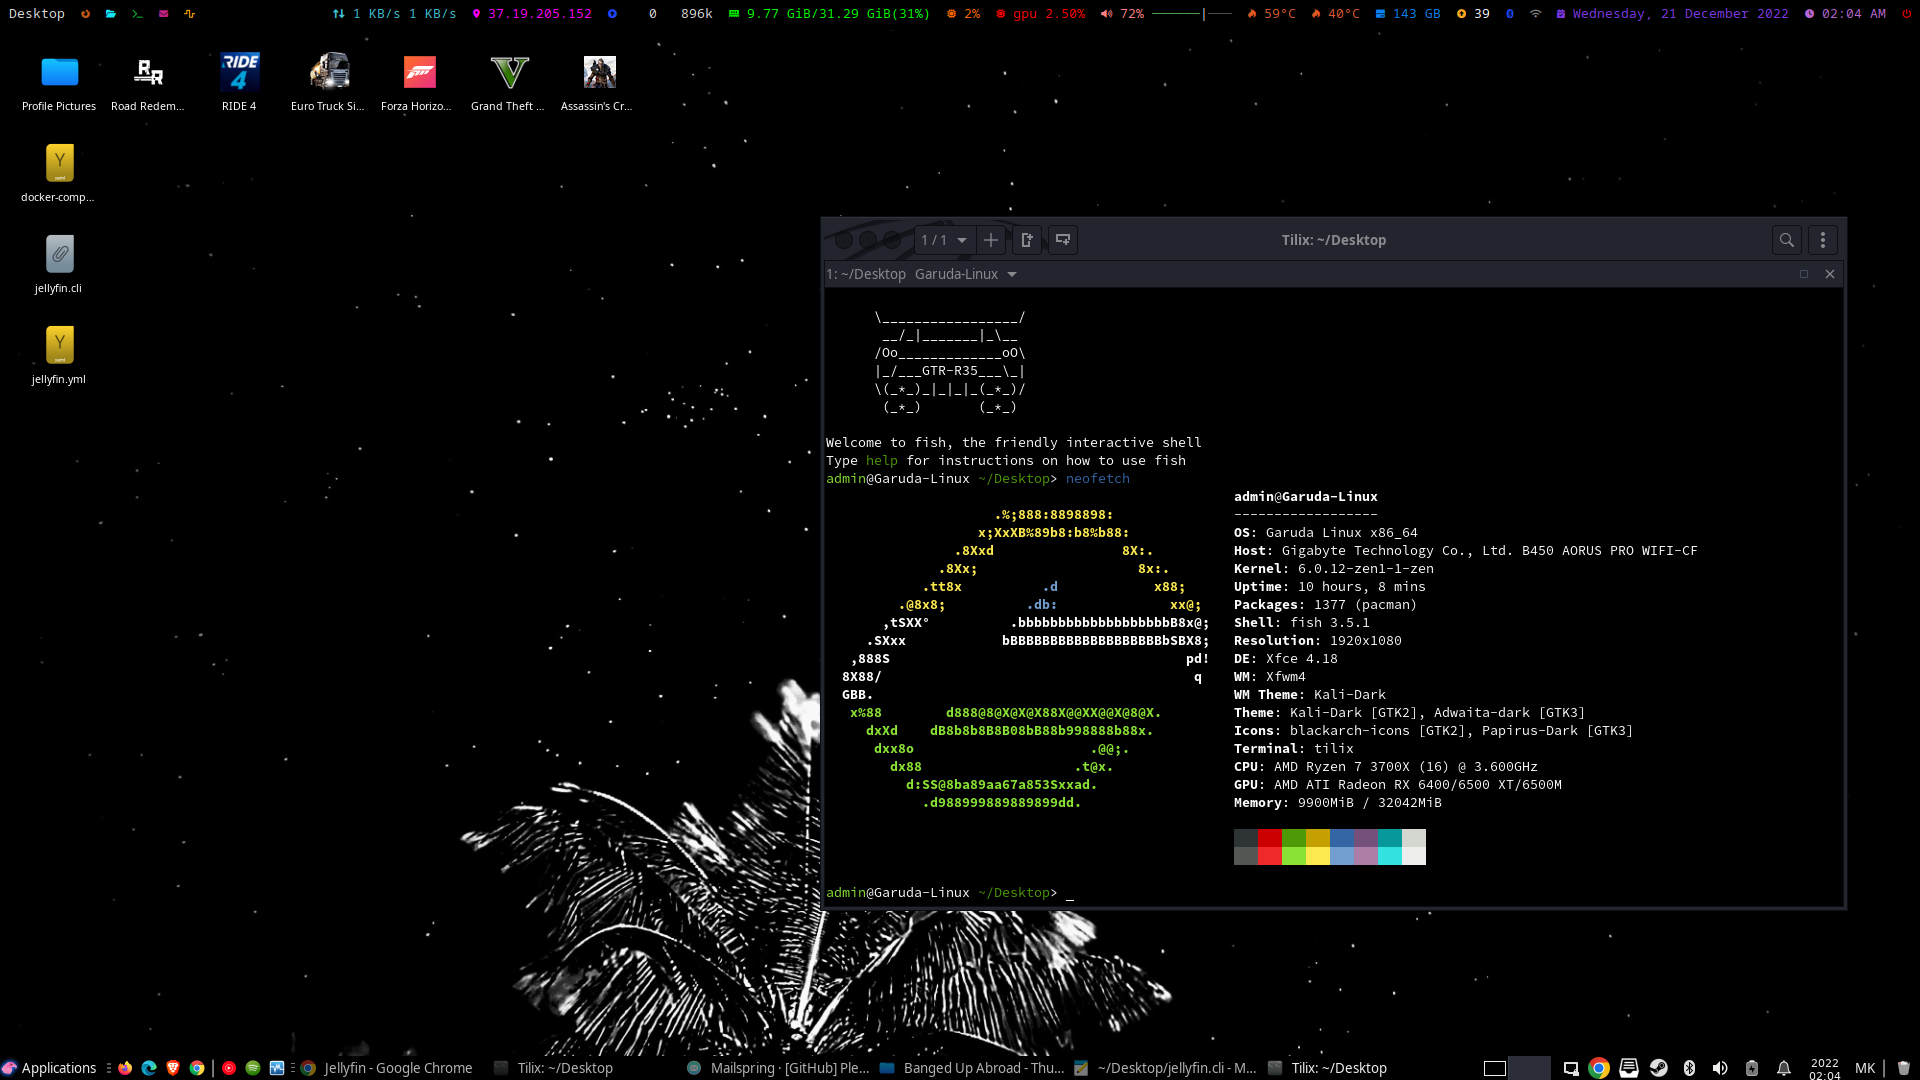 Desktop 1 KB/s 1 KB/s 37.19.205.152 0 896k 9.77 GiB/31.29 GiB(31%) 2% gpu 2.50% 72% 59°C 40°C 143 GB 39 0 Wednesday, 21 December 2022 02:04 AM
Profile Pictures Road Redem... RIDE 4 Euro Truck Si... Forza Horizo... Grand Theft ... Assassin's Cr...
docker-comp...
jellyfin.cli
jellyfin.yml
1 / 1 Tilix: ~/Desktop
1: ~/Desktop Garuda-Linux
\_________________/
__/_|_______|_\__
/Oo_____________oO\
|_/___GTR-R35___\_|
\(_*_)_|_|_|_(_*_)/
(_*_) (_*_)
Welcome to fish, the friendly interactive shell
Type help for instructions on how to use fish
admin@Garuda-Linux ~/Desktop> neofetch
admin@Garuda-Linux
------------------
.%;888:8898898:
x;XxXB%89b8:b8%b88: OS: Garuda Linux x86_64
.8Xxd 8X:. Host: Gigabyte Technology Co., Ltd. B450 AORUS PRO WIFI-CF
.8Xx; 8x:. Kernel: 6.0.12-zen1-1-zen
.tt8x .d x88; Uptime: 10 hours, 8 mins
.@8x8; .db: xx@; Packages: 1377 (pacman)
,tSXX° .bbbbbbbbbbbbbbbbbbbB8x@; Shell: fish 3.5.1
.SXxx bBBBBBBBBBBBBBBBBBBBbSBX8; Resolution: 1920x1080
,888S pd! DE: Xfce 4.18
8X88/ q WM: Xfwm4
GBB. WM Theme: Kali-Dark
x%88 d888@8@X@X@X88X@@XX@@X@8@X. Theme: Kali-Dark [GTK2], Adwaita-dark [GTK3]
dxXd dB8b8b8B8B08bB88b998888b88x. Icons: blackarch-icons [GTK2], Papirus-Dark [GTK3]
dxx8o .@@;. Terminal: tilix
dx88 .t@x. CPU: AMD Ryzen 7 3700X (16) @ 3.600GHz
d:SS@8ba89aa67a853Sxxad. GPU: AMD ATI Radeon RX 6400/6500 XT/6500M
.d988999889889899dd. Memory: 9900MiB / 32042MiB
admin@Garuda-Linux ~/Desktop> _
Applications Jellyfin - Google Chrome Tilix: ~/Desktop Mailspring · [GitHub] Ple... Banged Up Abroad - Thu... ~/Desktop/jellyfin.cli - M... Tilix: ~/Desktop 2022 MK
02:04